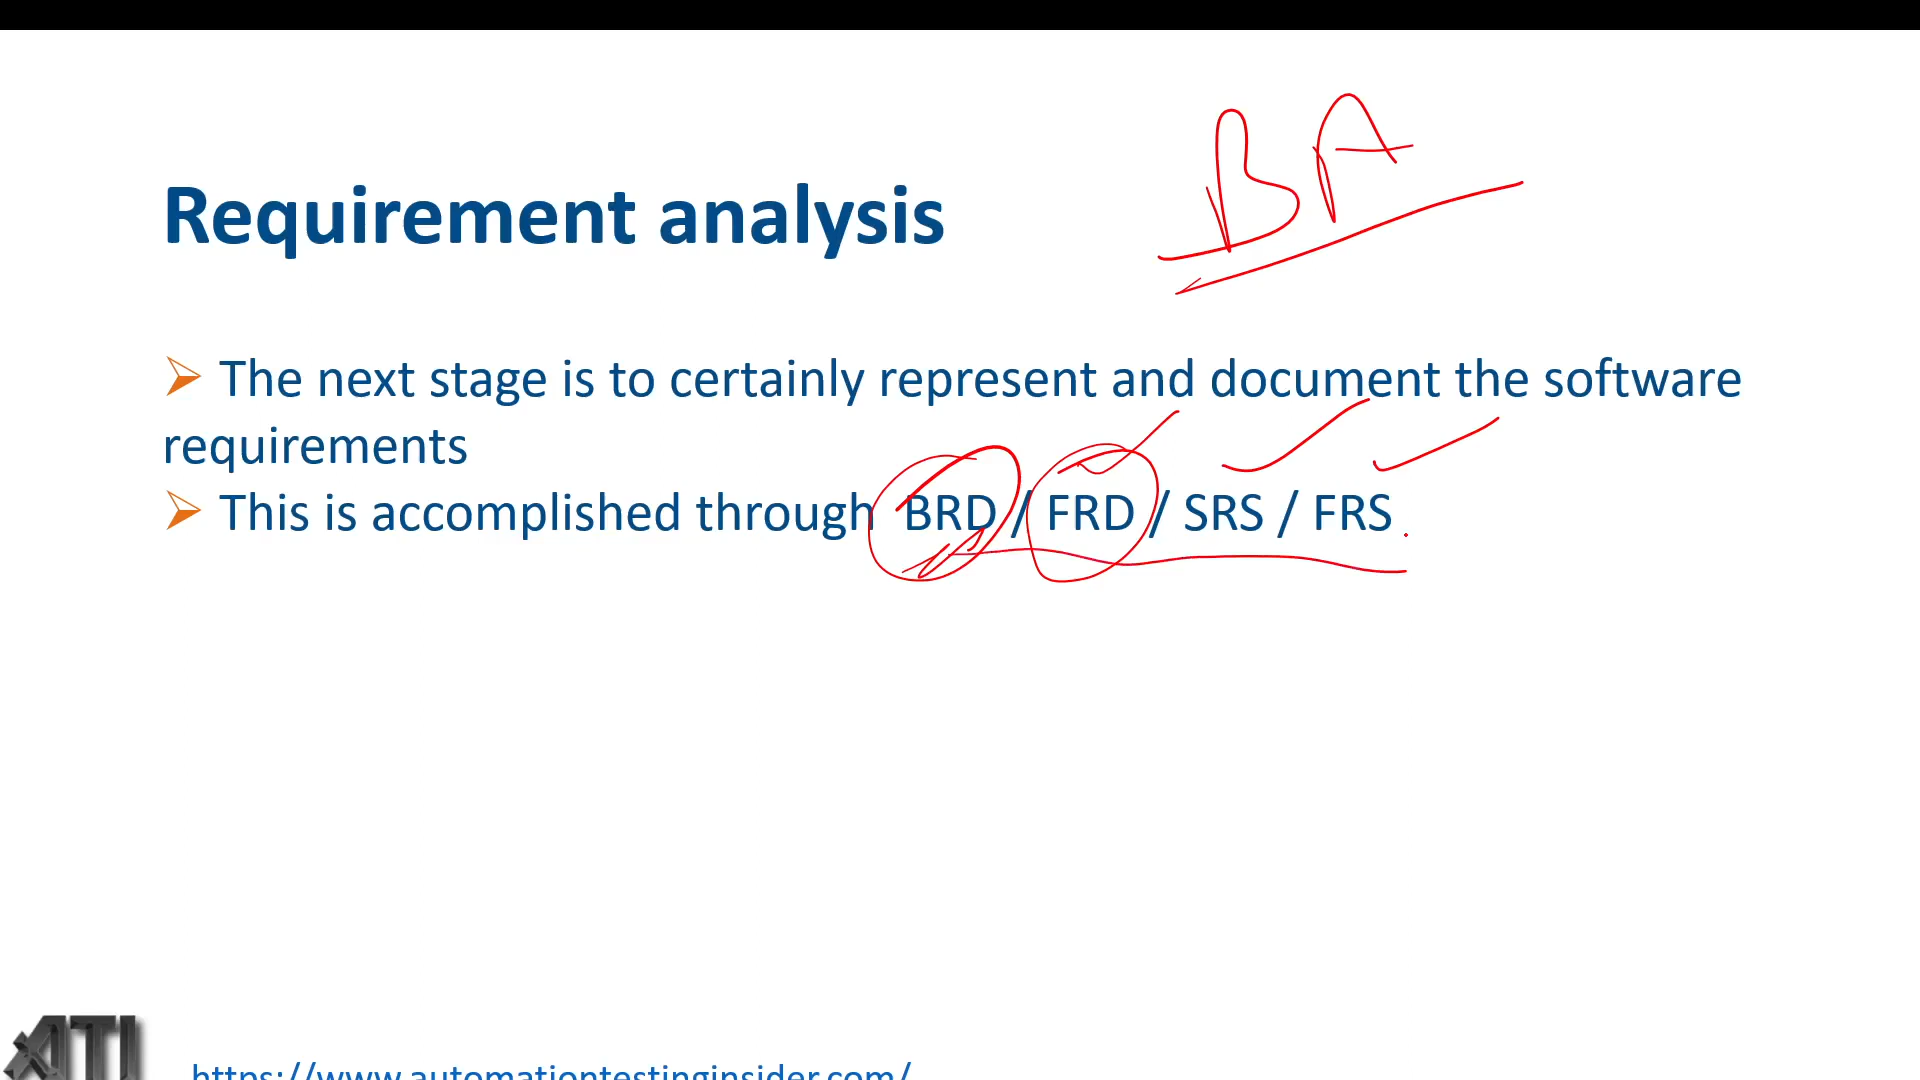 BA
Requirement analysis
➢ The next stage is to certainly represent and document the software
requirements
➢ This is accomplished through BRD / FRD / SRS / FRS
ATI
https://www.automationtestinginsider.com/